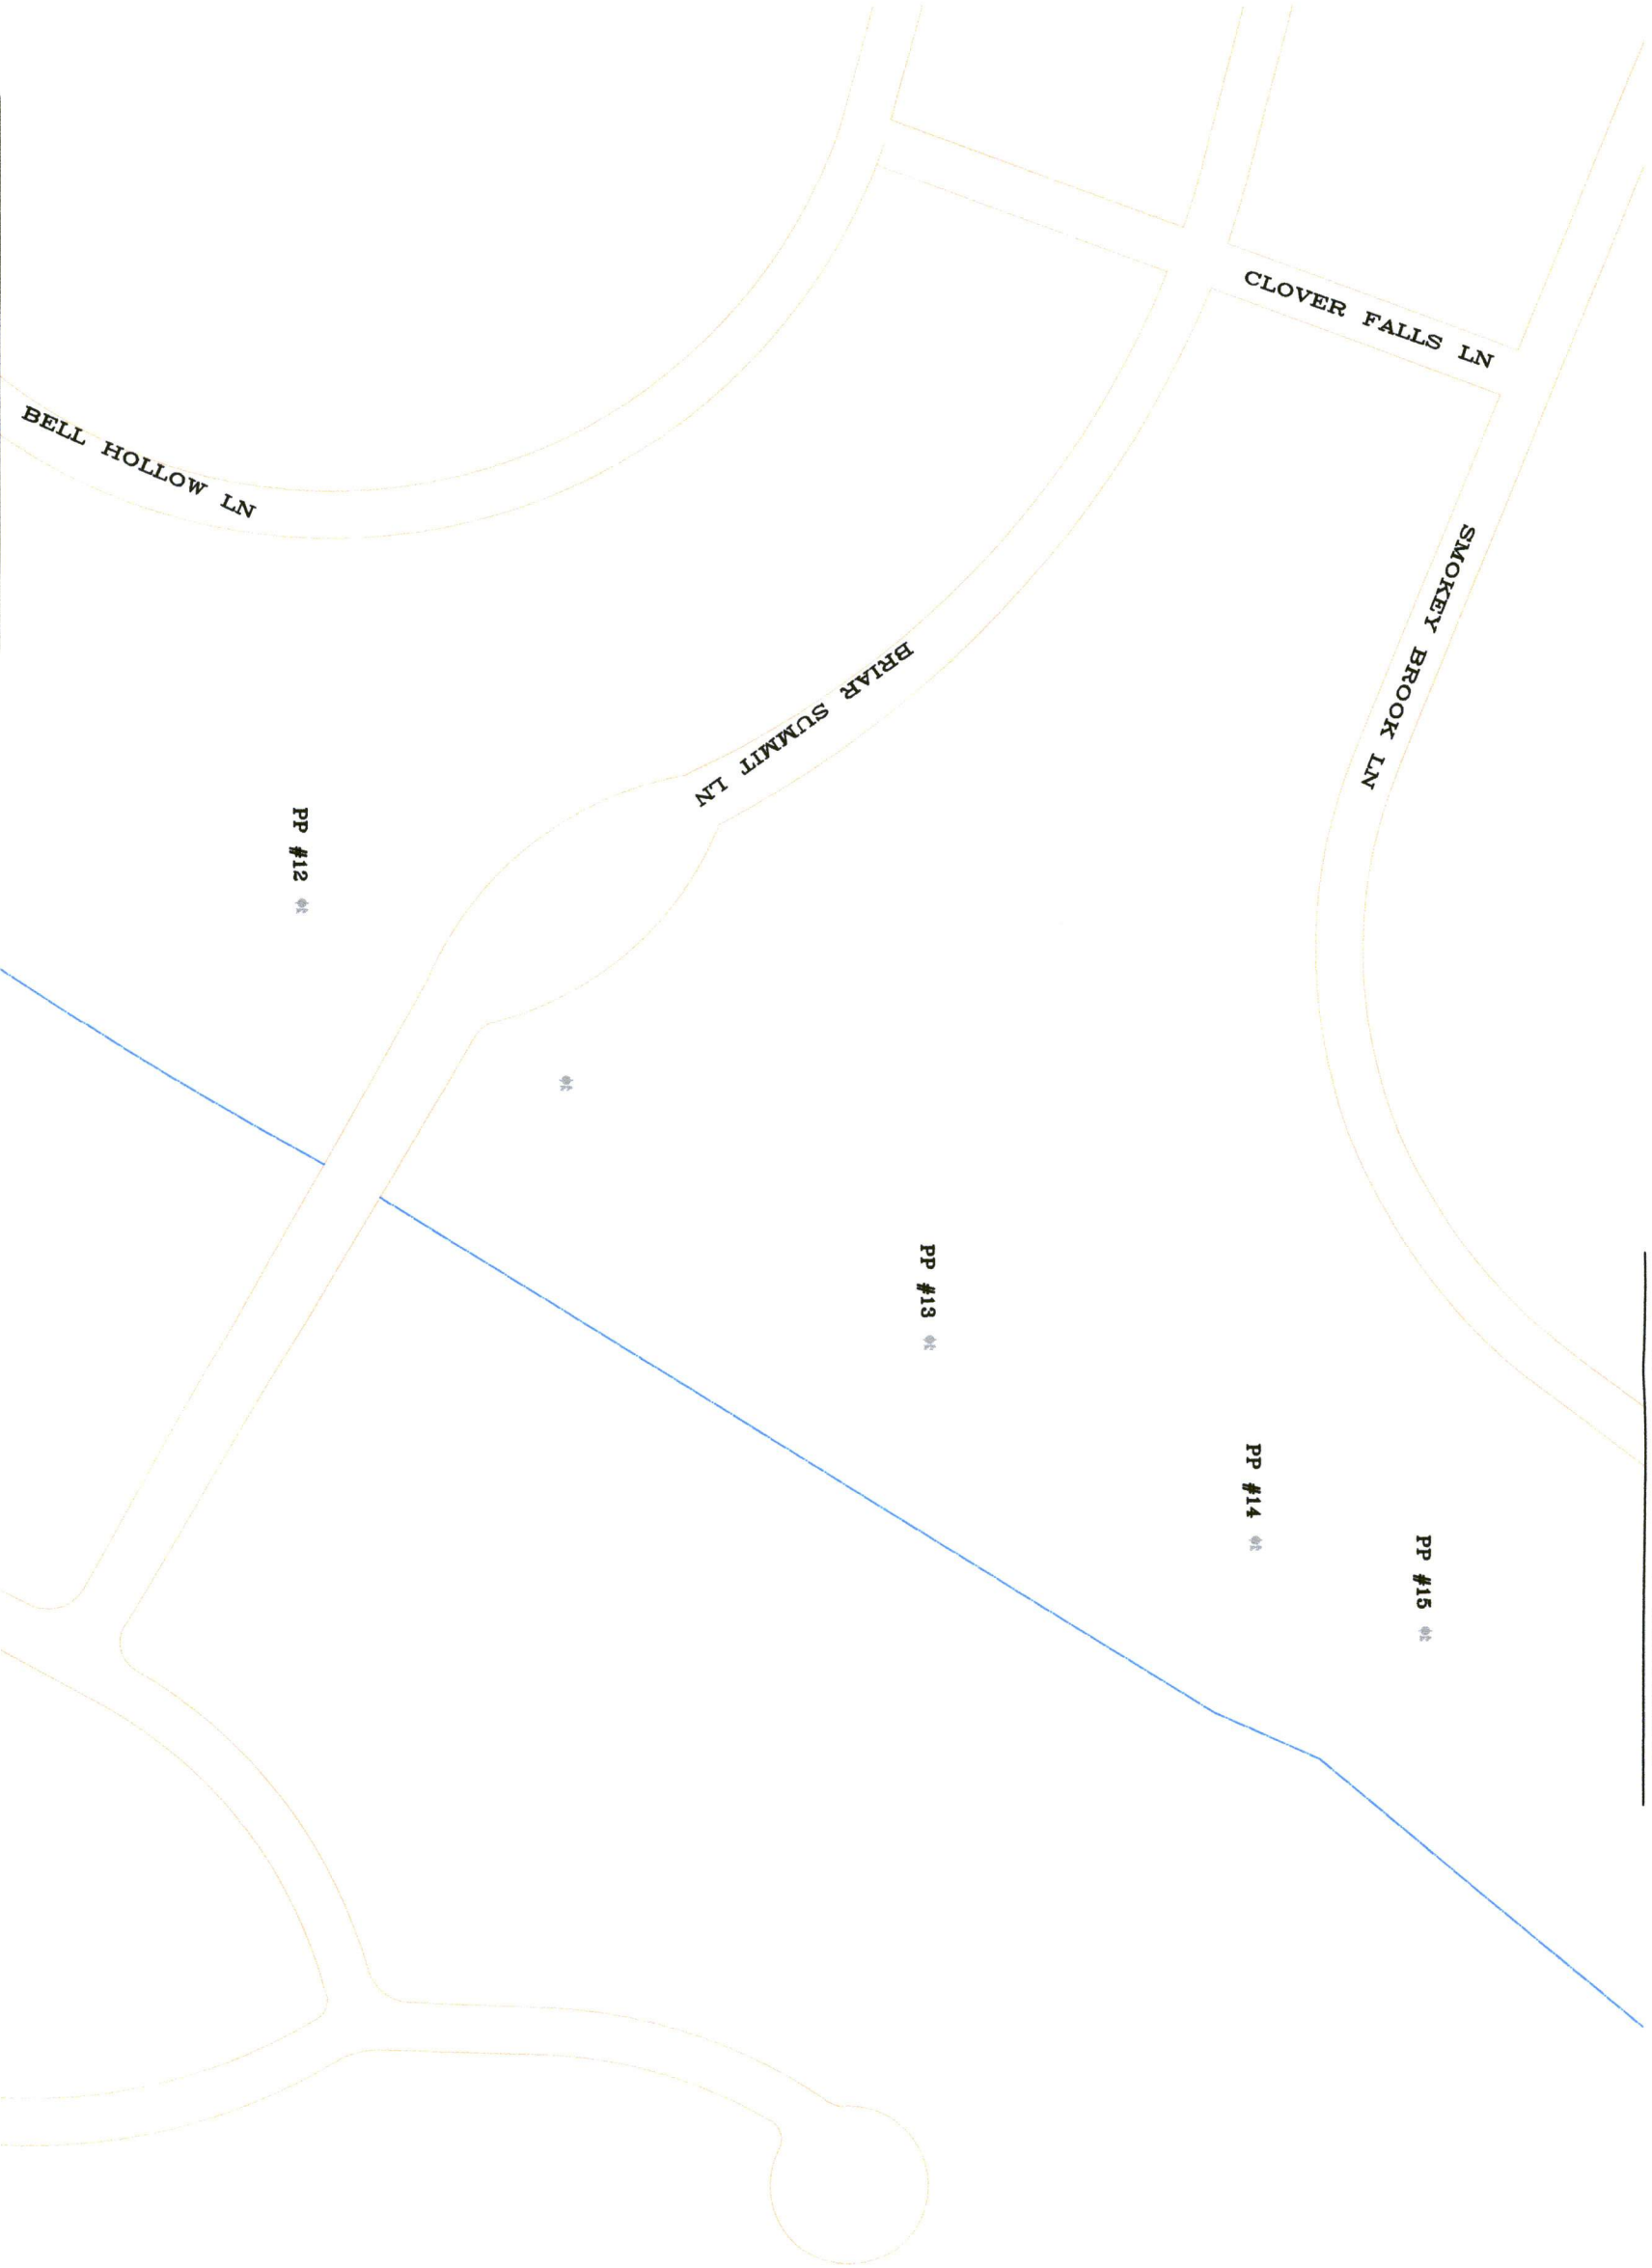 CLOVER FALLS LN
BELL HOLLOW LN
SMOKEY BROOK LN
BRIAR SUMMIT LN
PP #12
PP #13
PP #14
PP #15